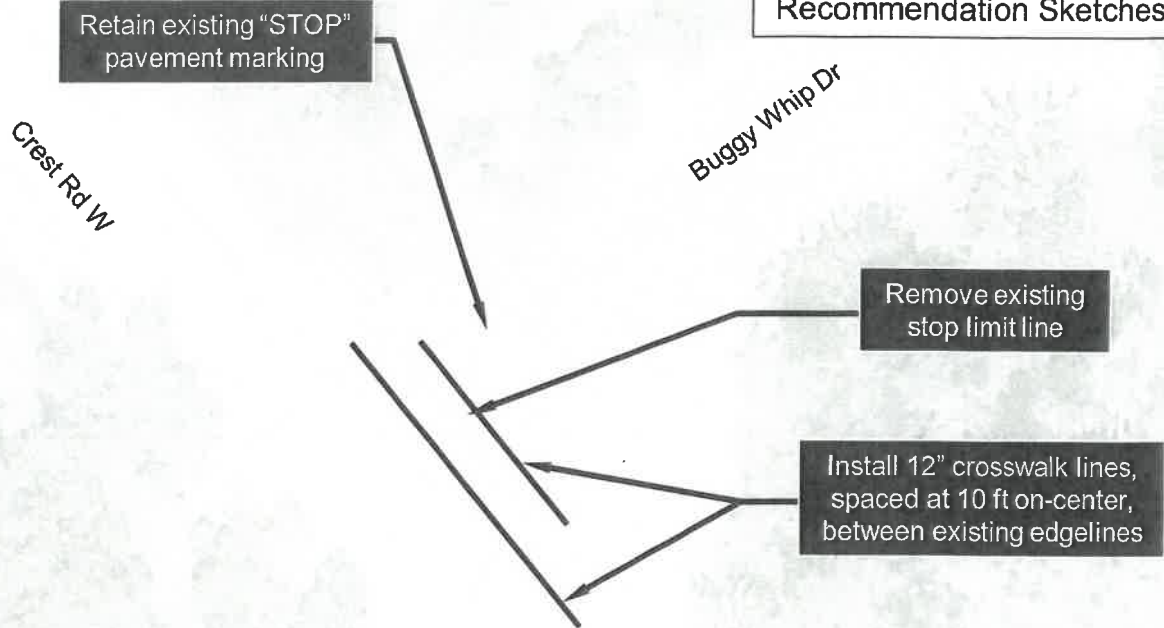 Recommendation Sketches
Retain existing “STOP”
pavement marking
Crest Rd W
Buggy Whip Dr
Remove existing
stop limit line
Install 12” crosswalk lines,
spaced at 10 ft on-center,
between existing edgelines